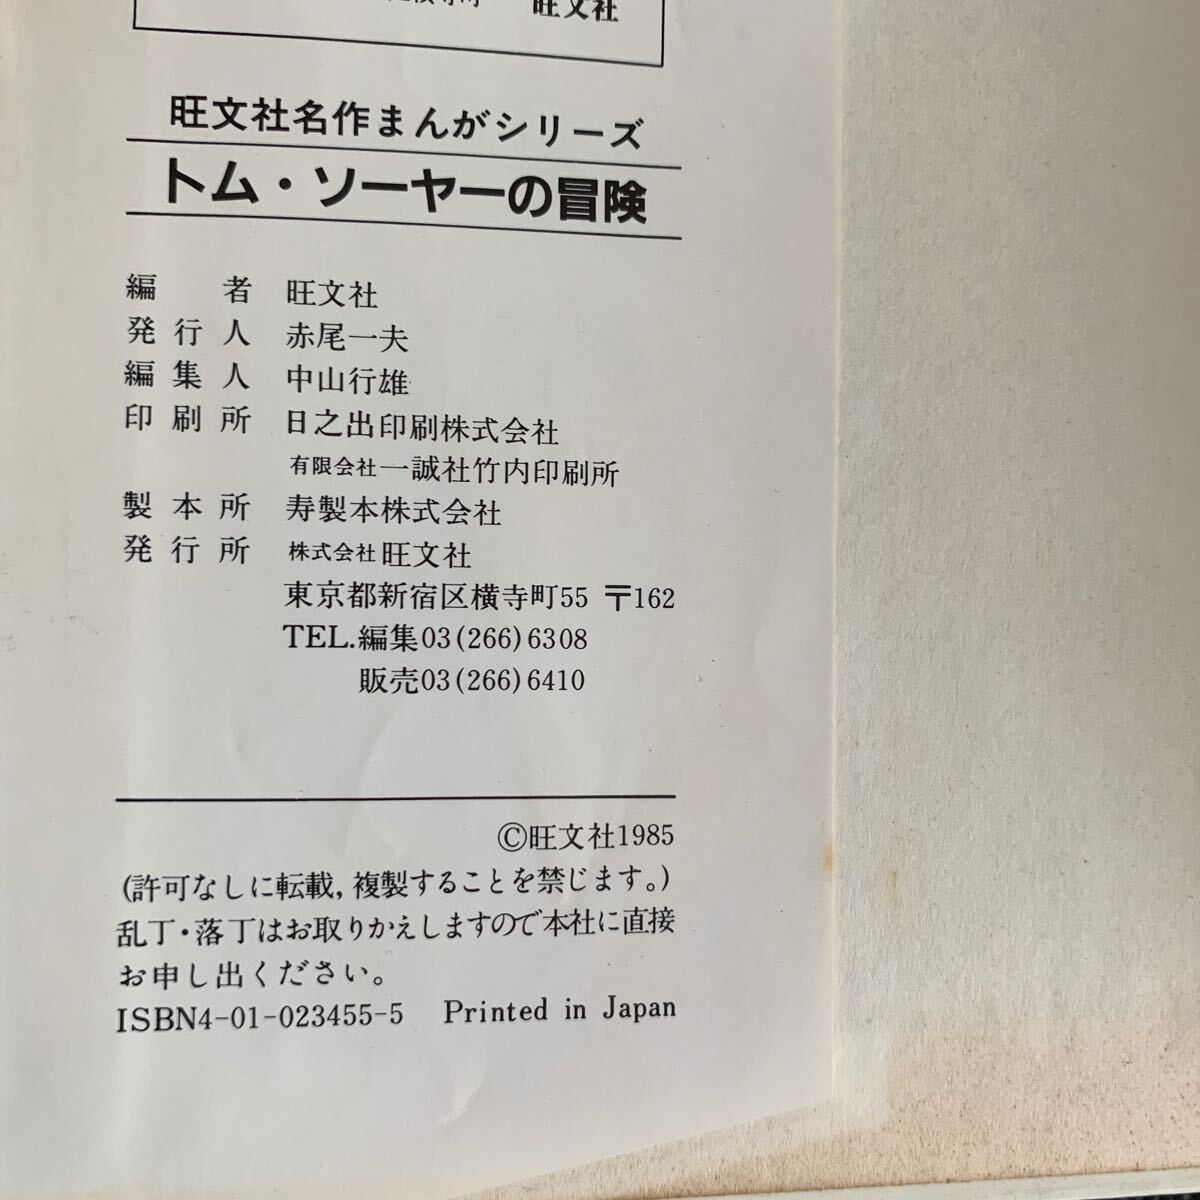 旺文社
旺文社名作まんがシリーズ
トム・ソーヤーの冒険
編者 旺文社
発行人 赤尾一夫
編集人 中山行雄
印刷所 日之出印刷株式会社
有限会社一誠社竹内印刷所
製本所 寿製本株式会社
発行所 株式会社旺文社
東京都新宿区横寺町55 〒162
TEL.編集03(266)6308
販売03(266)6410
©旺文社1985
(許可なしに転載,複製することを禁じます。)
乱丁・落丁はお取りかえしますので本社に直接
お申し出ください。
ISBN4-01-023455-5 Printed in Japan